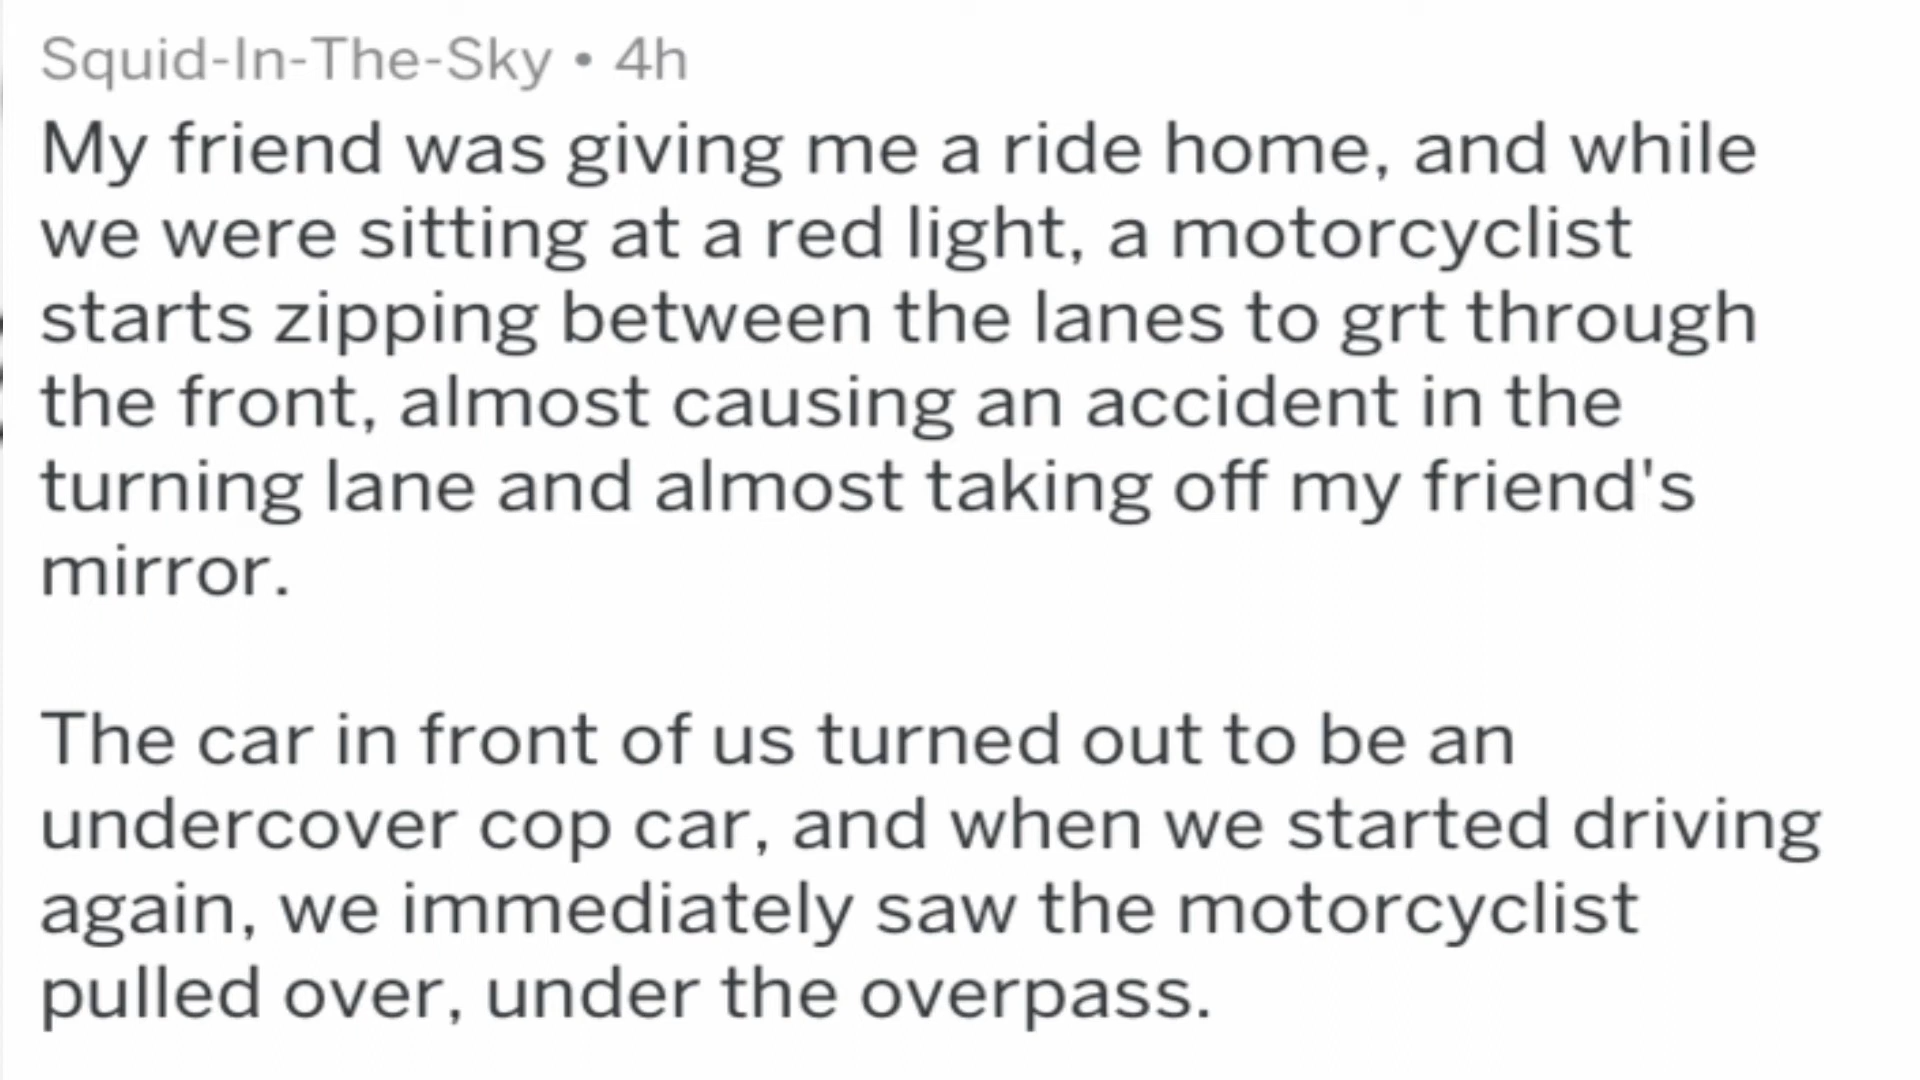 Squid-In-The-Sky • 4h
My friend was giving me a ride home, and while
we were sitting at a red light, a motorcyclist
starts zipping between the lanes to grt through
the front, almost causing an accident in the
turning lane and almost taking off my friend's
mirror.
The car in front of us turned out to be an
undercover cop car, and when we started driving
again, we immediately saw the motorcyclist
pulled over, under the overpass.